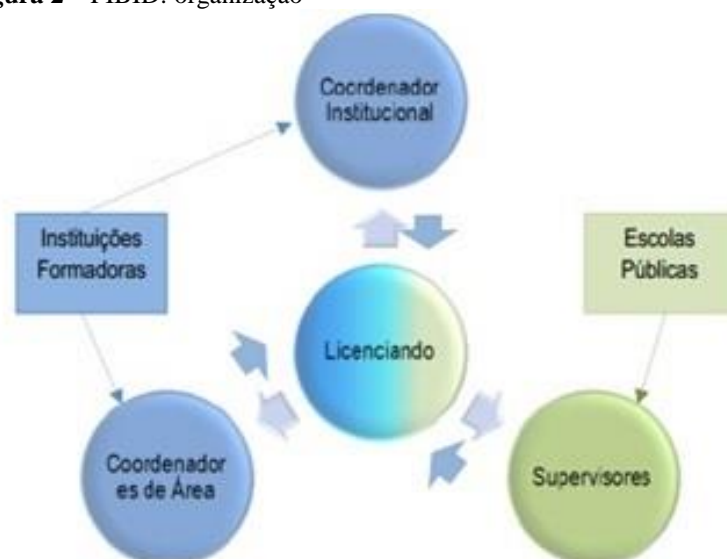 PIBID: organização
Coordenador
Institucional
Instituições
Formadoras
Escolas
Públicas
Licenciando
Coordenador
es de Área
Supervisores